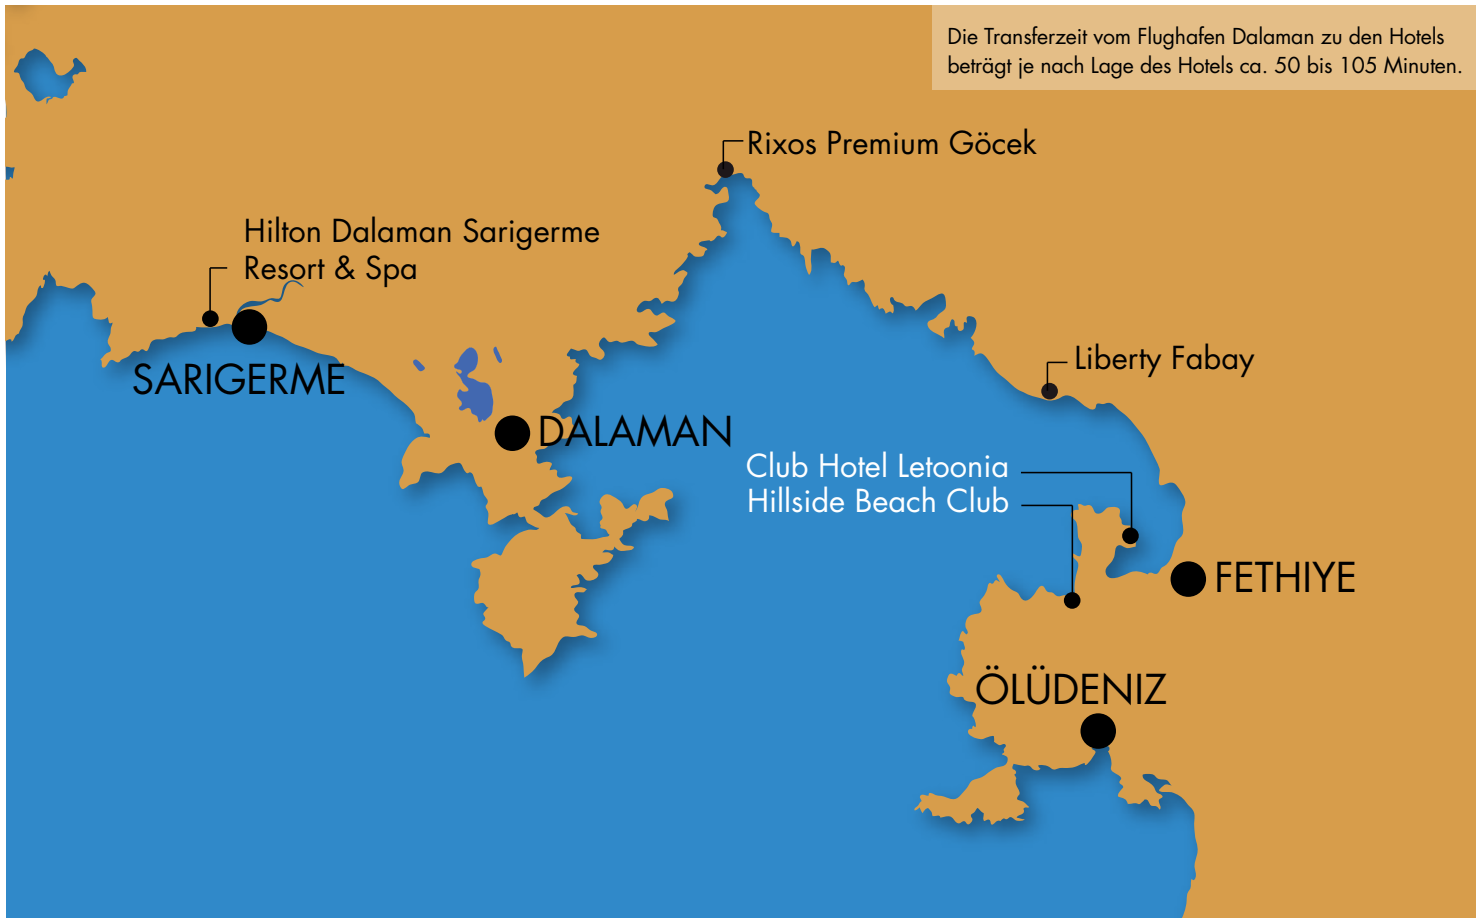 Die Transferzeit vom Flughafen Dalaman zu den Hotels
beträgt je nach Lage des Hotels ca. 50 bis 105 Minuten.
Rixos Premium Göcek
Hilton Dalaman Sarigerme
Resort & Spa
SARIGERME
Liberty Fabay
DALAMAN
Club Hotel Letoonia
Hillside Beach Club
FETHIYE
ÖLÜDENIZ